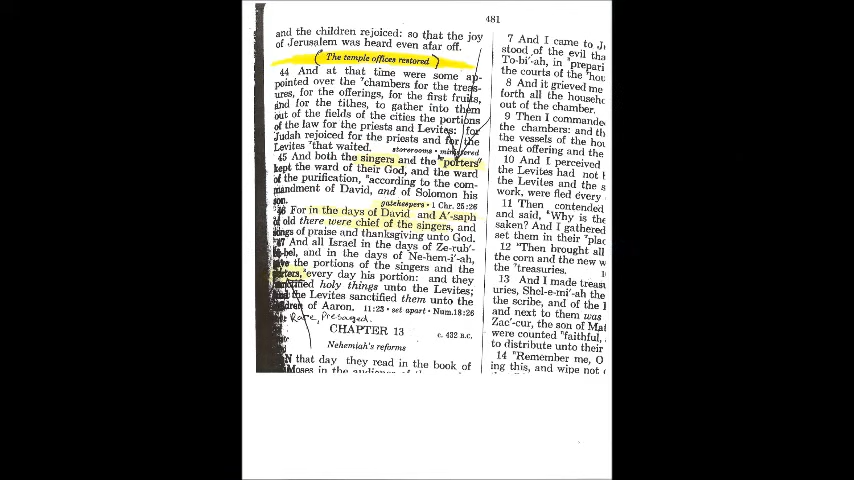 481
and the children rejoiced: so that the joy
of Jerusalem was heard even afar off.
The temple offices restored
44 And at that time were some ap-
pointed over the chambers for the treas-
ures, for the offerings, for the first fruits,
and for the tithes, to gather into them
out of the fields of the cities the portions
of the law for the priests and Levites: for
Judah rejoiced for the priests and for the
Levites that waited.
storerooms • ministered
45 And both the singers and the porters
kept the ward of their God, and the ward
of the purification, according to the com-
mandment of David, and of Solomon his
son.
gatekeepers • 1 Chr. 25:26
46 For in the days of David and A'-saph
of old there were chief of the singers, and
songs of praise and thanksgiving unto God.
47 And all Israel in the days of Ze-rub'-
bel, and in the days of Ne-hem-i'-ah,
the portions of the singers and the
every day his portion: and they
holy things unto the Levites;
the Levites sanctified them unto the
of Aaron.
11:23 • set apart • Num.18:26
Rare, Presaged.
CHAPTER 13
c. 432 B.C.
Nehemiah's reforms
N that day they read in the book of
Moses in the audience
7 And I came to J
stood of the evil tha
To-bi'-ah, in prepari
the courts of the hou
8 And it grieved me
forth all the househo
out of the chamber.
9 Then I commande
the chambers: and th
the vessels of the hou
meat offering and the
10 And I perceived
the Levites had not
the Levites and the s
work, were fled every
11 Then contended
and said, Why is the
saken? And I gathered
set them in their plac
12 Then brought all
the corn and the new w
the treasuries.
13 And I made treasu
uries, Shel-e-mi'-ah the
the scribe, and of the I
and next to them was
Zac'-cur, the son of Mat
were counted faithful,
to distribute unto their
14 Remember me, O
ing this, and wipe not